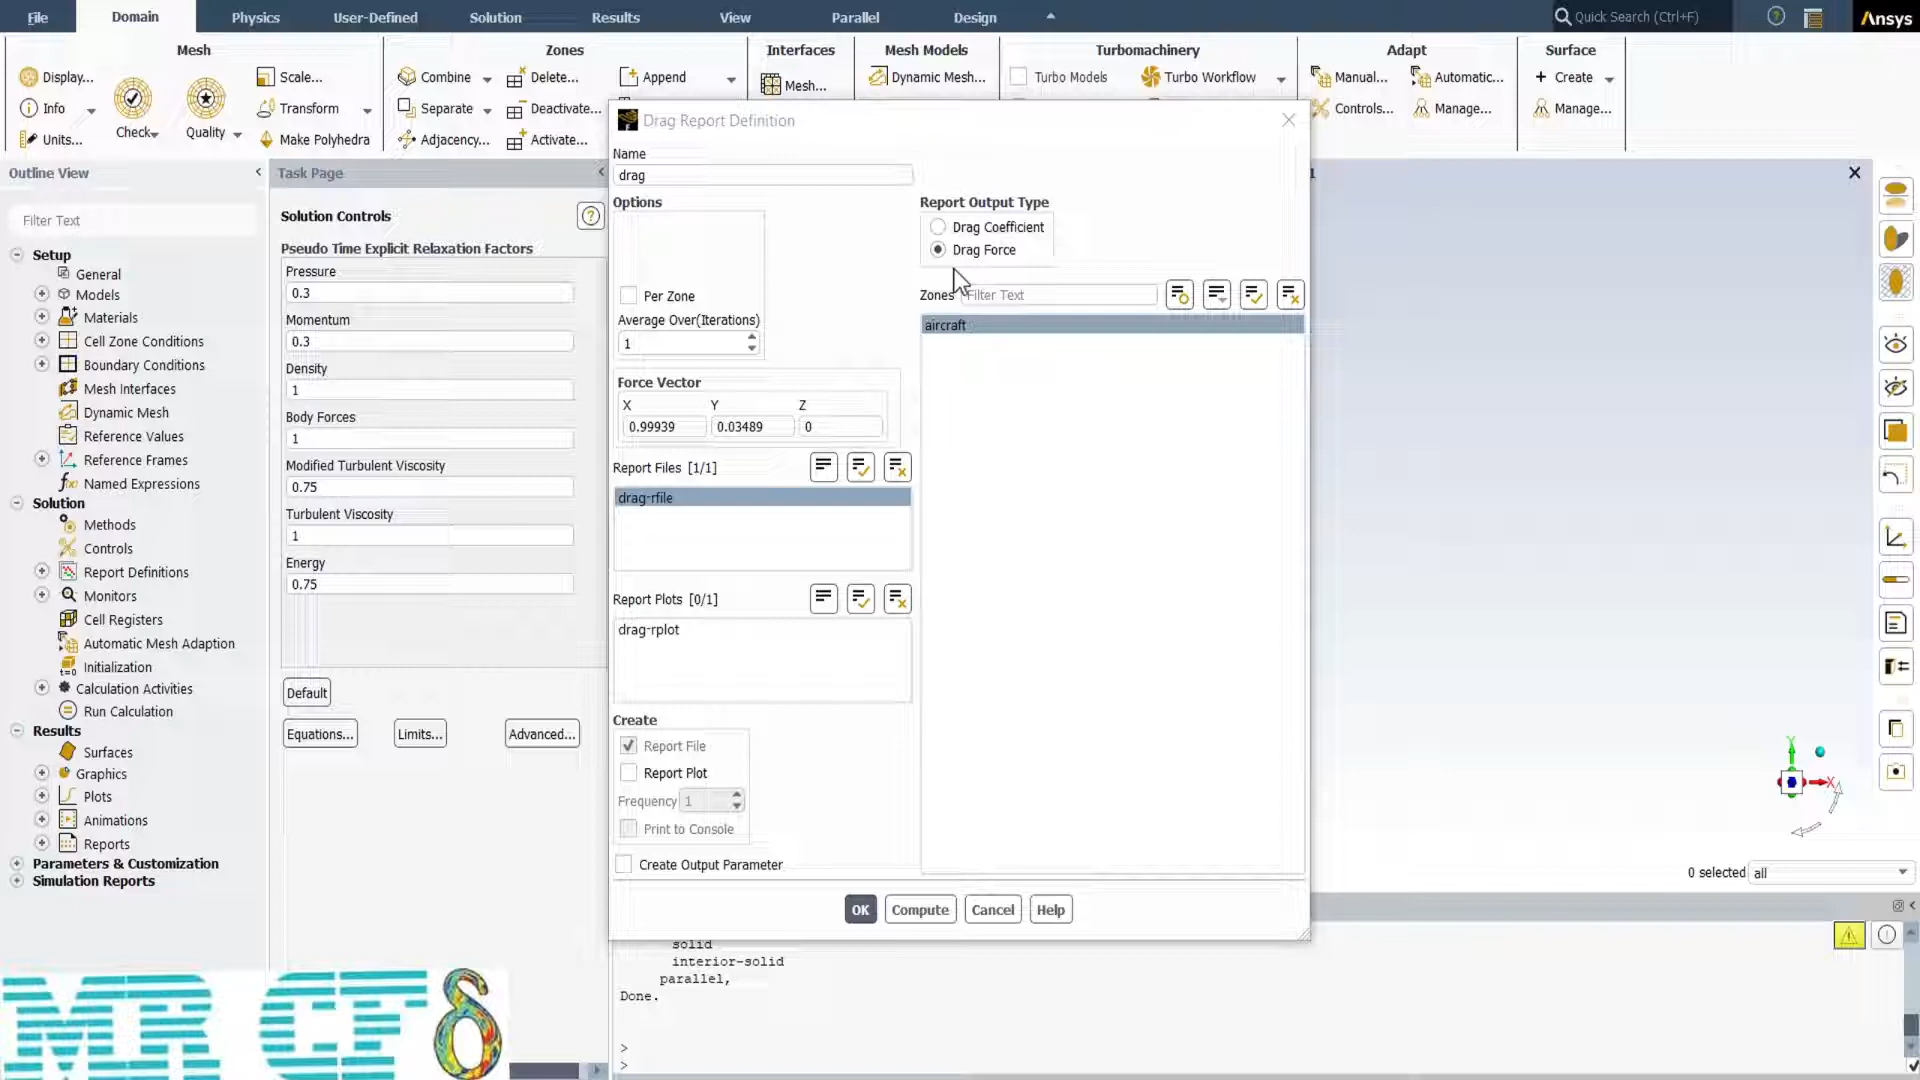 File
Domain
Physics
User-Defined
Solution
Results
View
Parallel
Design
Quick Search (Ctrl+F)
Ansys
Mesh
Display...
Info
Units...
Check
Quality
Scale...
Transform
Make Polyhedra
Zones
Combine
Separate
Adjacency...
Delete...
Deactivate...
Activate...
Append
Interfaces
Mesh...
Mesh Models
Dynamic Mesh...
Turbomachinery
Turbo Models
Turbo Workflow
Adapt
Manual...
Controls...
Automatic...
Manage...
Surface
Create
Manage...
Outline View
Filter Text
Setup
General
Models
Materials
Cell Zone Conditions
Boundary Conditions
Mesh Interfaces
Dynamic Mesh
Reference Values
Reference Frames
Named Expressions
Solution
Methods
Controls
Report Definitions
Monitors
Cell Registers
Automatic Mesh Adaption
Initialization
Calculation Activities
Run Calculation
Results
Surfaces
Graphics
Plots
Animations
Reports
Parameters & Customization
Simulation Reports
Task Page
Solution Controls
Pseudo Time Explicit Relaxation Factors
Pressure
0.3
Momentum
0.3
Density
1
Body Forces
1
Modified Turbulent Viscosity
0.75
Turbulent Viscosity
1
Energy
0.75
Default
Equations...
Limits...
Advanced...
Drag Report Definition
Name
drag
Options
Per Zone
Average Over(Iterations)
1
Force Vector
X Y Z
0.99939 0.03489 0
Report Files [1/1]
drag-rfile
Report Plots [0/1]
drag-rplot
Create
Report File
Report Plot
Frequency 1
Print to Console
Create Output Parameter
Report Output Type
Drag Coefficient
Drag Force
Zones Filter Text
aircraft
OK
Compute
Cancel
Help
Y
X
0 selected all
solid
interior-solid
parallel,
Done.
>
>
MR CF